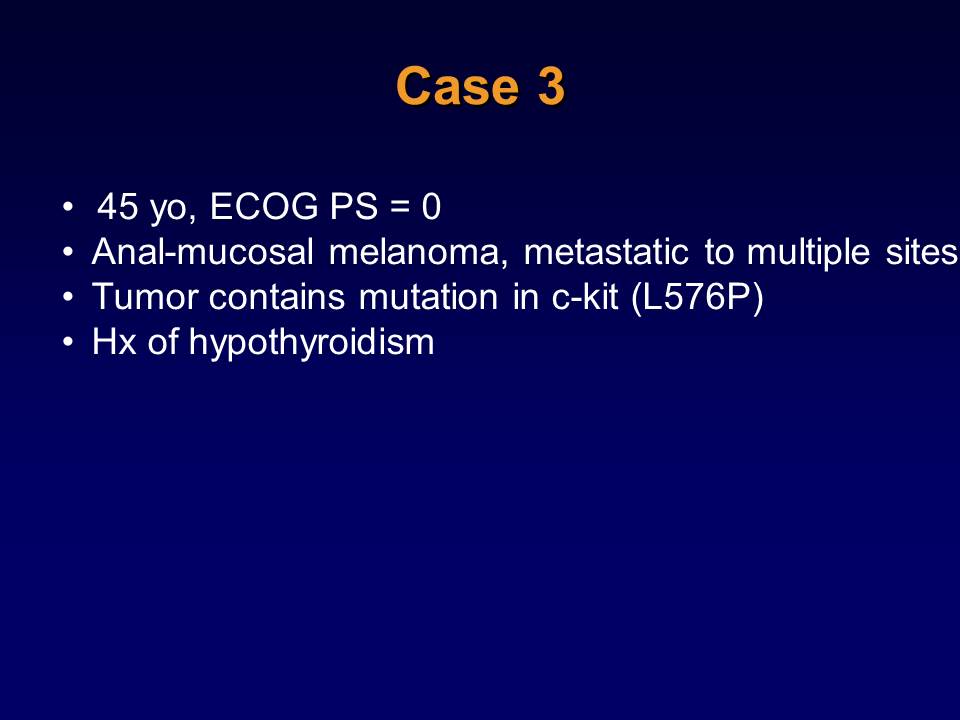 Case 3
• 45 yo, ECOG PS = 0
• Anal-mucosal melanoma, metastatic to multiple sites
• Tumor contains mutation in c-kit (L576P)
• Hx of hypothyroidism